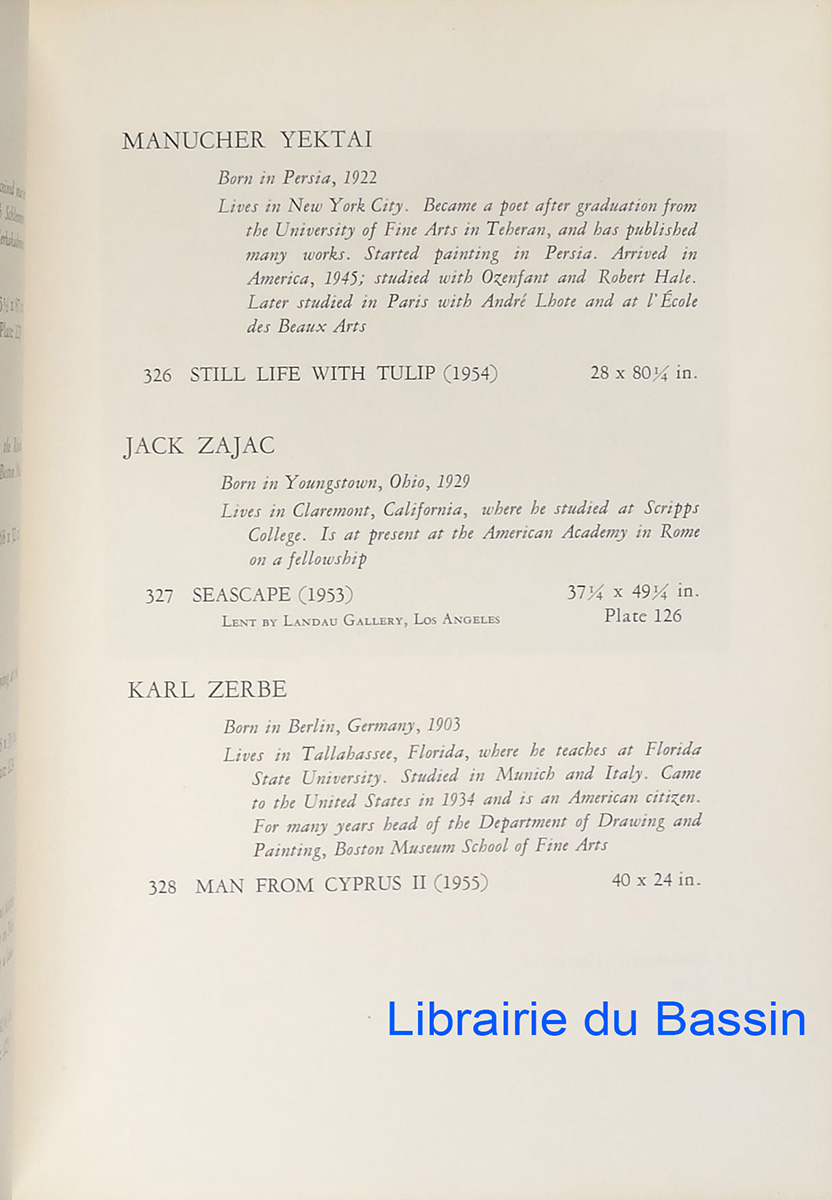 MANUCHER YEKTAI
Born in Persia, 1922
Lives in New York City. Became a poet after graduation from
the University of Fine Arts in Teheran, and has published
many works. Started painting in Persia. Arrived in
America, 1945; studied with Ozenfant and Robert Hale.
Later studied in Paris with André Lhote and at l'École
des Beaux Arts
326 STILL LIFE WITH TULIP (1954) 28 x 80¼ in.
JACK ZAJAC
Born in Youngstown, Ohio, 1929
Lives in Claremont, California, where he studied at Scripps
College. Is at present at the American Academy in Rome
on a fellowship
327 SEASCAPE (1953) 37¼ x 49¼ in.
LENT BY LANDAU GALLERY, LOS ANGELES Plate 126
KARL ZERBE
Born in Berlin, Germany, 1903
Lives in Tallahassee, Florida, where he teaches at Florida
State University. Studied in Munich and Italy. Came
to the United States in 1934 and is an American citizen.
For many years head of the Department of Drawing and
Painting, Boston Museum School of Fine Arts
328 MAN FROM CYPRUS II (1955) 40 x 24 in.
Librairie du Bassin